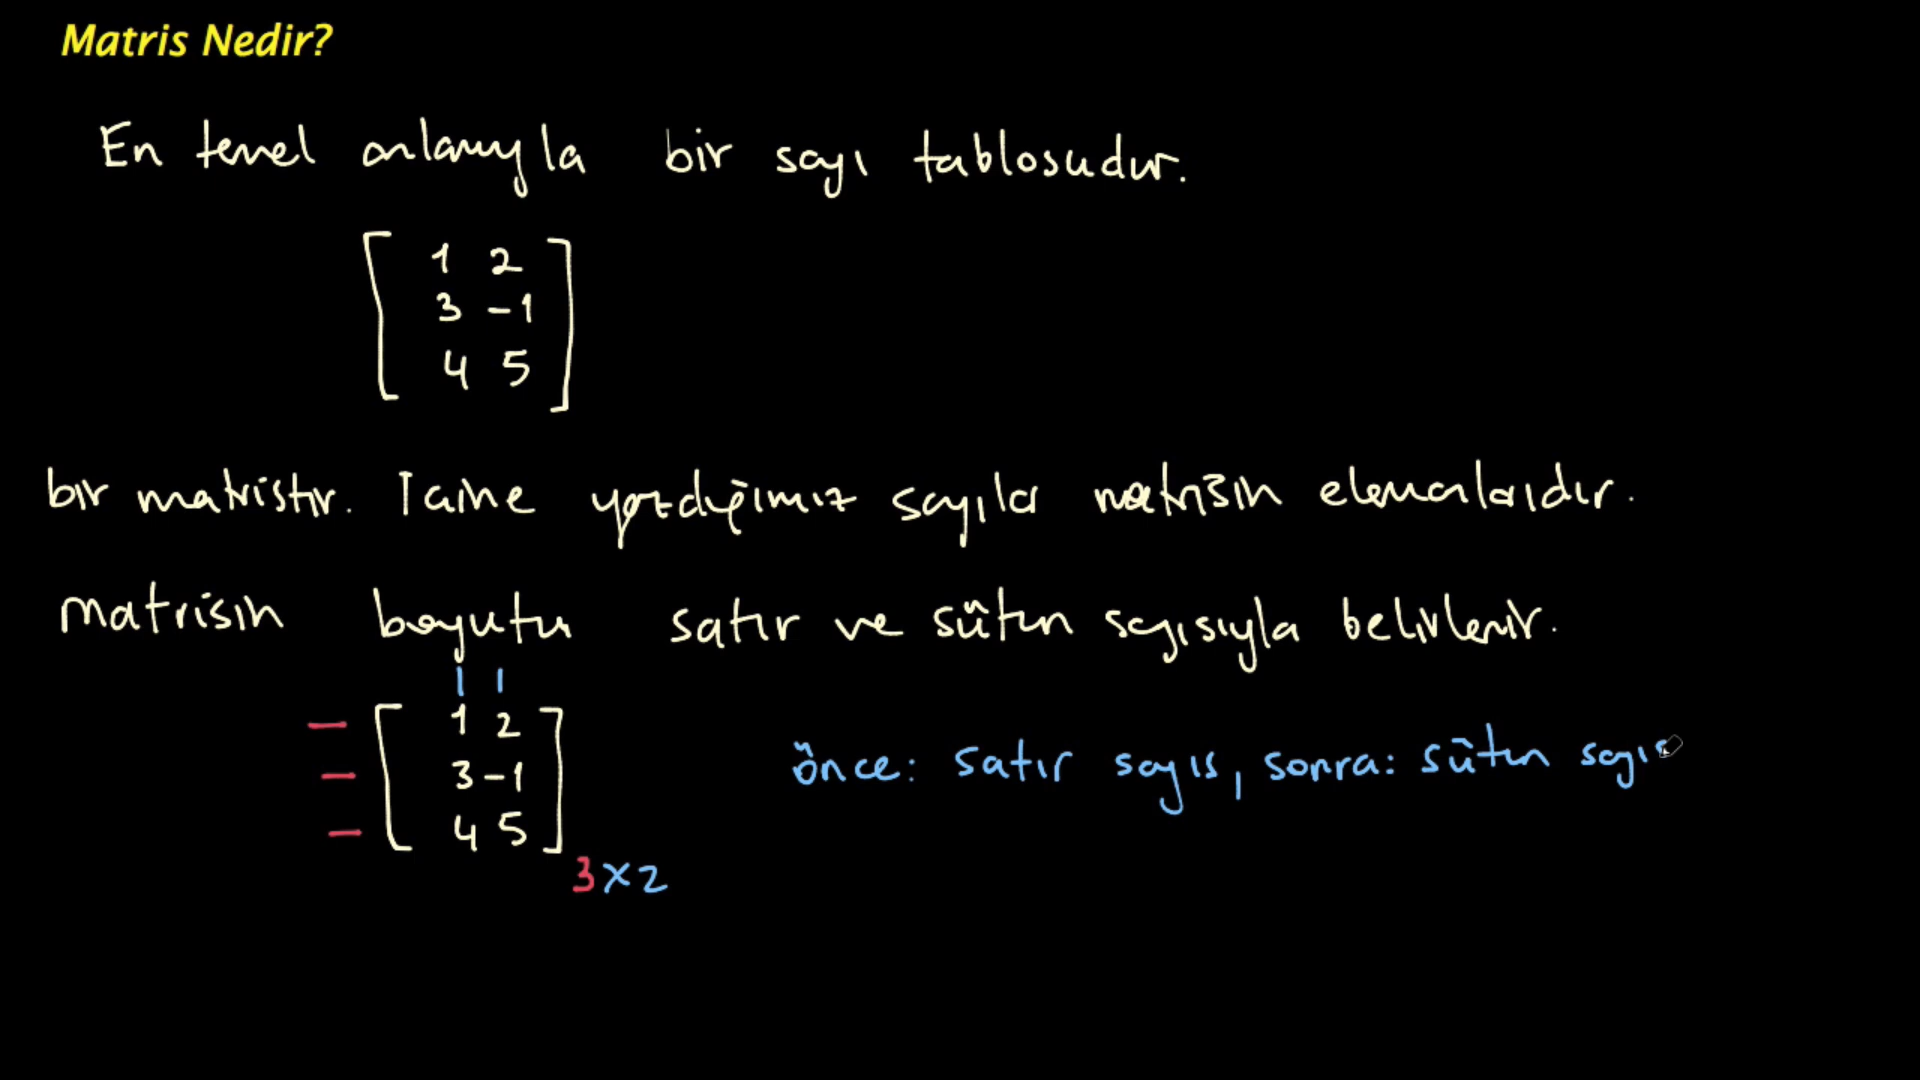 Matris Nedir?
En temel anlamıyla bir sayı tablosudur.
1 2
3 -1
4 5
bir matristir. İçine yazdığımız sayılar matrisin elemanlarıdır.
matrisin boyutu satır ve sütun sayısıyla belirlenir.
1 2
3 -1
4 5
3x2
önce: satır sayıs, sonra: sütun sayıs